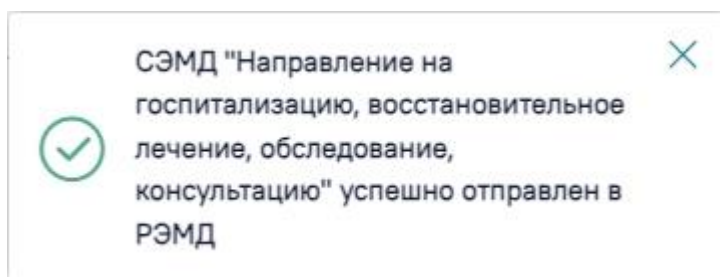 СЭМД "Направление на
госпитализацию, восстановительное
лечение, обследование,
консультацию" успешно отправлен в
РЭМД